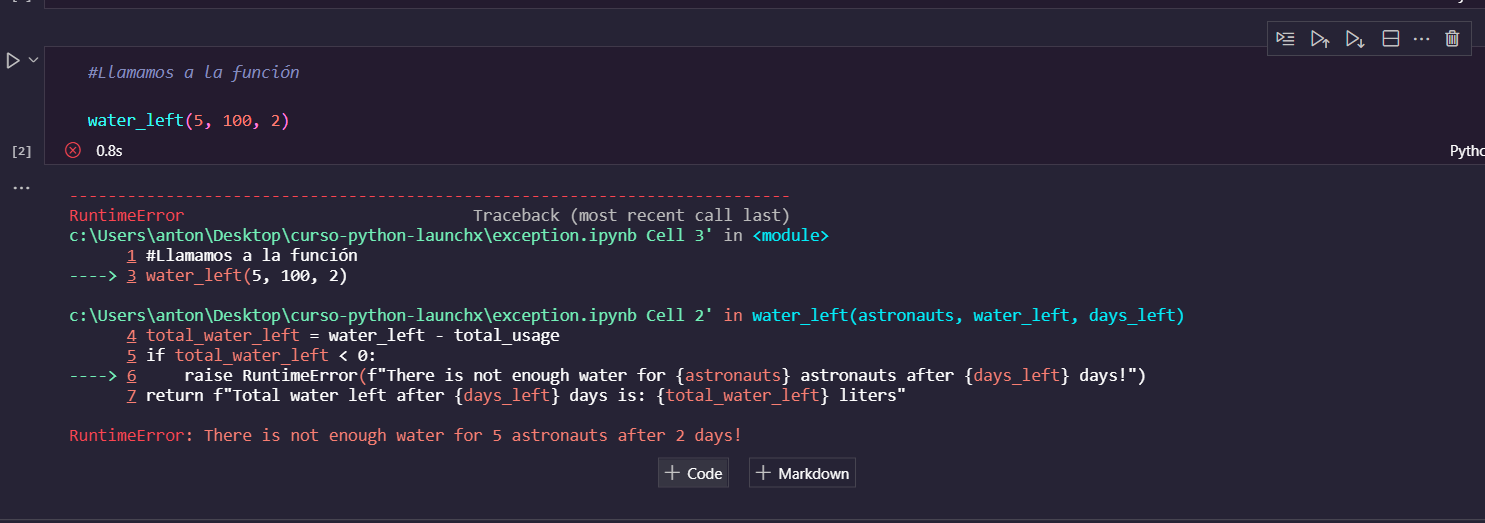 #Llamamos a la función
water_left(5, 100, 2)
[2] 0.8s
...
---------------------------------------------------------------------------
RuntimeError Traceback (most recent call last)
c:\Users\anton\Desktop\curso-python-launchx\exception.ipynb Cell 3' in <module>
1 #Llamamos a la función
----> 3 water_left(5, 100, 2)
c:\Users\anton\Desktop\curso-python-launchx\exception.ipynb Cell 2' in water_left(astronauts, water_left, days_left)
4 total_water_left = water_left - total_usage
5 if total_water_left < 0:
----> 6     raise RuntimeError(f"There is not enough water for {astronauts} astronauts after {days_left} days!")
7 return f"Total water left after {days_left} days is: {total_water_left} liters"
RuntimeError: There is not enough water for 5 astronauts after 2 days!
+ Code + Markdown